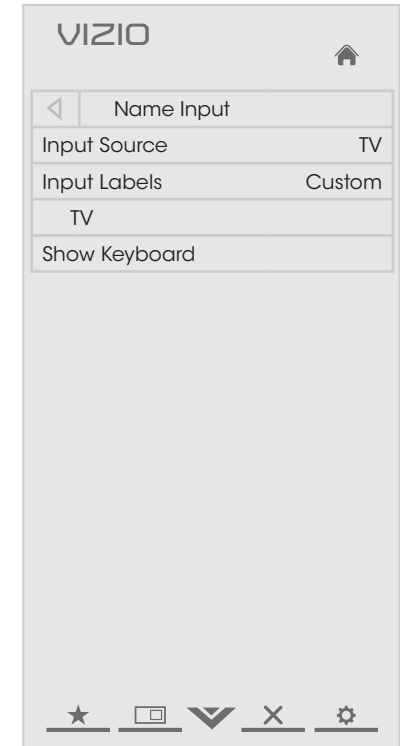 VIZIO
Name Input
Input Source TV
Input Labels Custom
TV
Show Keyboard